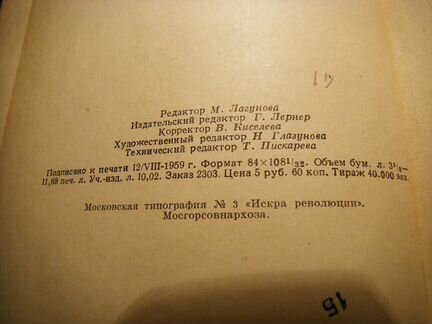 Редактор М. Лагунова
Издательский редактор Г. Лернер
Корректор В. Киселева
Художественный редактор Н Глазунова
Технический редактор Т. Пискарева
Подписано к печати 12/VIII-1959 г. Формат 84×108¹/₃₂. Объем бум. л.
11,68 печ. л. Уч.-изд. л. 10,02. Заказ 2303. Цена 5 руб. 60 коп. Тираж 40.000 экз.
Московская типография № 3 «Искра революции».
Мосгорсовнархоза.
15